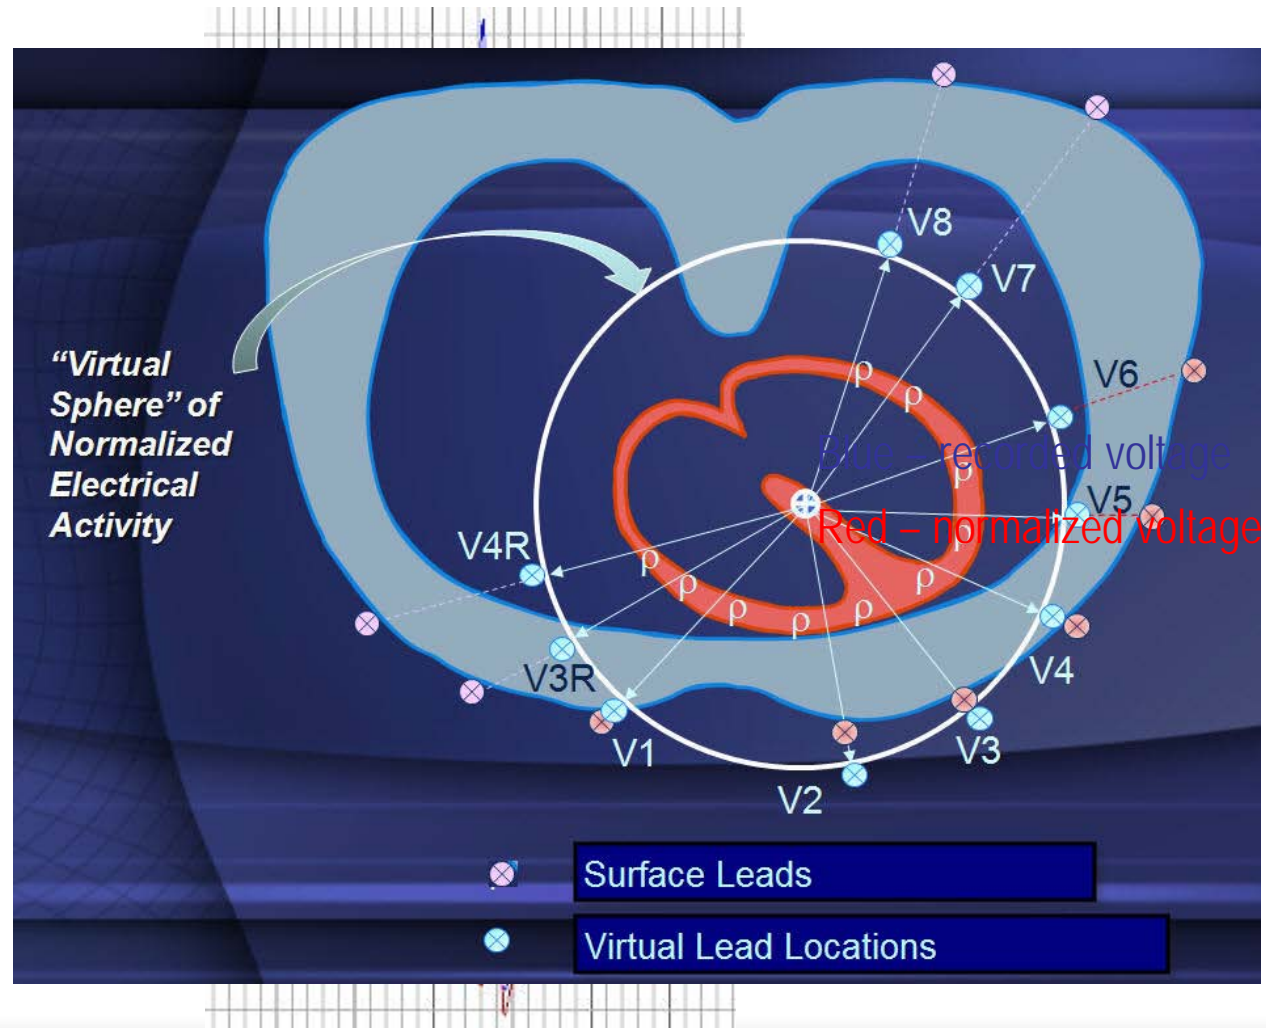 V8
V7
"Virtual
Sphere" of
Normalized
Electrical
Activity
ρ
ρ
V6
Blue – recorded voltage
ρ
V5
Red – normalized voltage
ρ
V4R
ρ
ρ
ρ
ρ
ρ
ρ
V3R
V4
V1
V3
V2
Surface Leads
Virtual Lead Locations